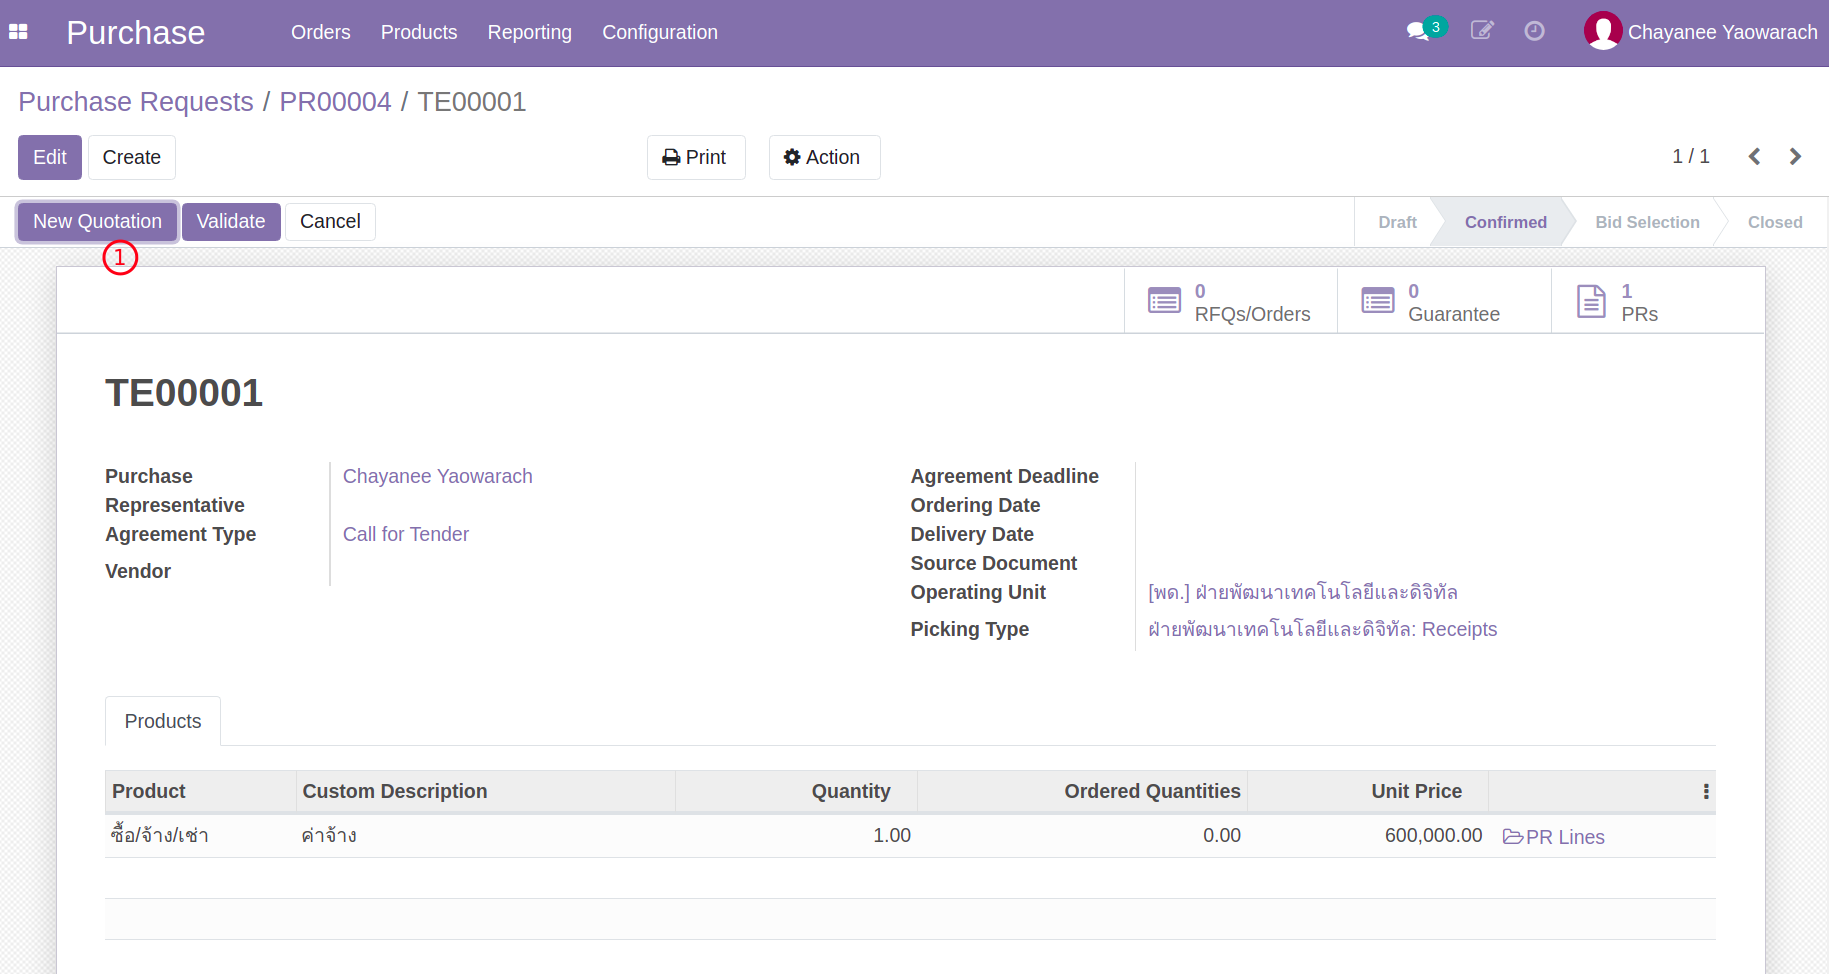 Purchase Orders Products Reporting Configuration 3 Chayanee Yaowarach
Purchase Requests / PR00004 / TE00001
Edit Create Print Action 1 / 1
New Quotation Validate Cancel Draft Confirmed Bid Selection Closed
1
0 RFQs/Orders
0 Guarantee
1 PRs
TE00001
Purchase Representative Chayanee Yaowarach
Agreement Type Call for Tender
Vendor
Agreement Deadline
Ordering Date
Delivery Date
Source Document
Operating Unit [พด.] ฝ่ายพัฒนาเทคโนโลยีและดิจิทัล
Picking Type ฝ่ายพัฒนาเทคโนโลยีและดิจิทัล: Receipts
Products
Product Custom Description Quantity Ordered Quantities Unit Price
ซื้อ/จ้าง/เช่า ค่าจ้าง 1.00 0.00 600,000.00 PR Lines